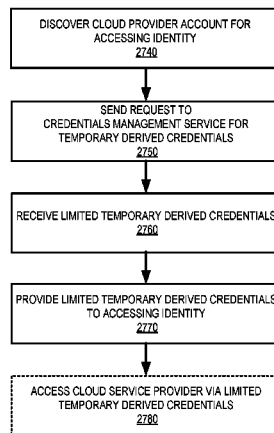 DISCOVER CLOUD PROVIDER ACCOUNT FOR
ACCESSING IDENTITY
2740
SEND REQUEST TO
CREDENTIALS MANAGEMENT SERVICE FOR
TEMPORARY DERIVED CREDENTIALS
2750
RECEIVE LIMITED TEMPORARY DERIVED CREDENTIALS
2760
PROVIDE LIMITED TEMPORARY DERIVED CREDENTIALS
TO ACCESSING IDENTITY
2770
ACCESS CLOUD SERVICE PROVIDER VIA LIMITED
TEMPORARY DERIVED CREDENTIALS
2780